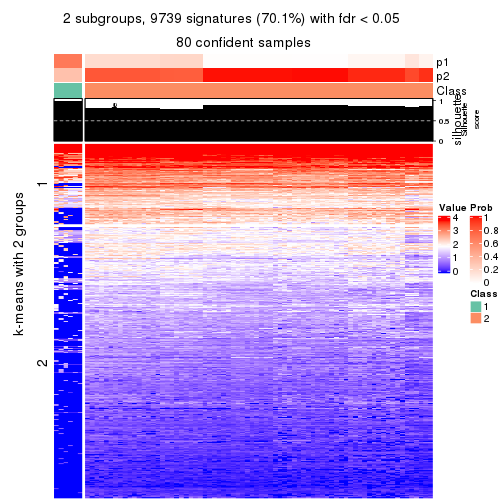 2 subgroups, 9739 signatures (70.1%) with fdr < 0.05
80 confident samples
p1
p2
Class
1
0.5
0
silhouette
Silhouette
score
k-means with 2 groups
1
2
Value
4
3
2
1
0
Prob
1
0.8
0.6
0.4
0.2
0
Class
1
2